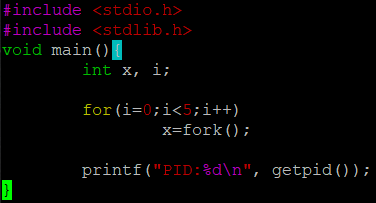 #include <stdio.h>
#include <stdlib.h>
void main(){
        int x, i;

        for(i=0;i<5;i++)
                x=fork();

        printf("PID:%d\n", getpid());
}